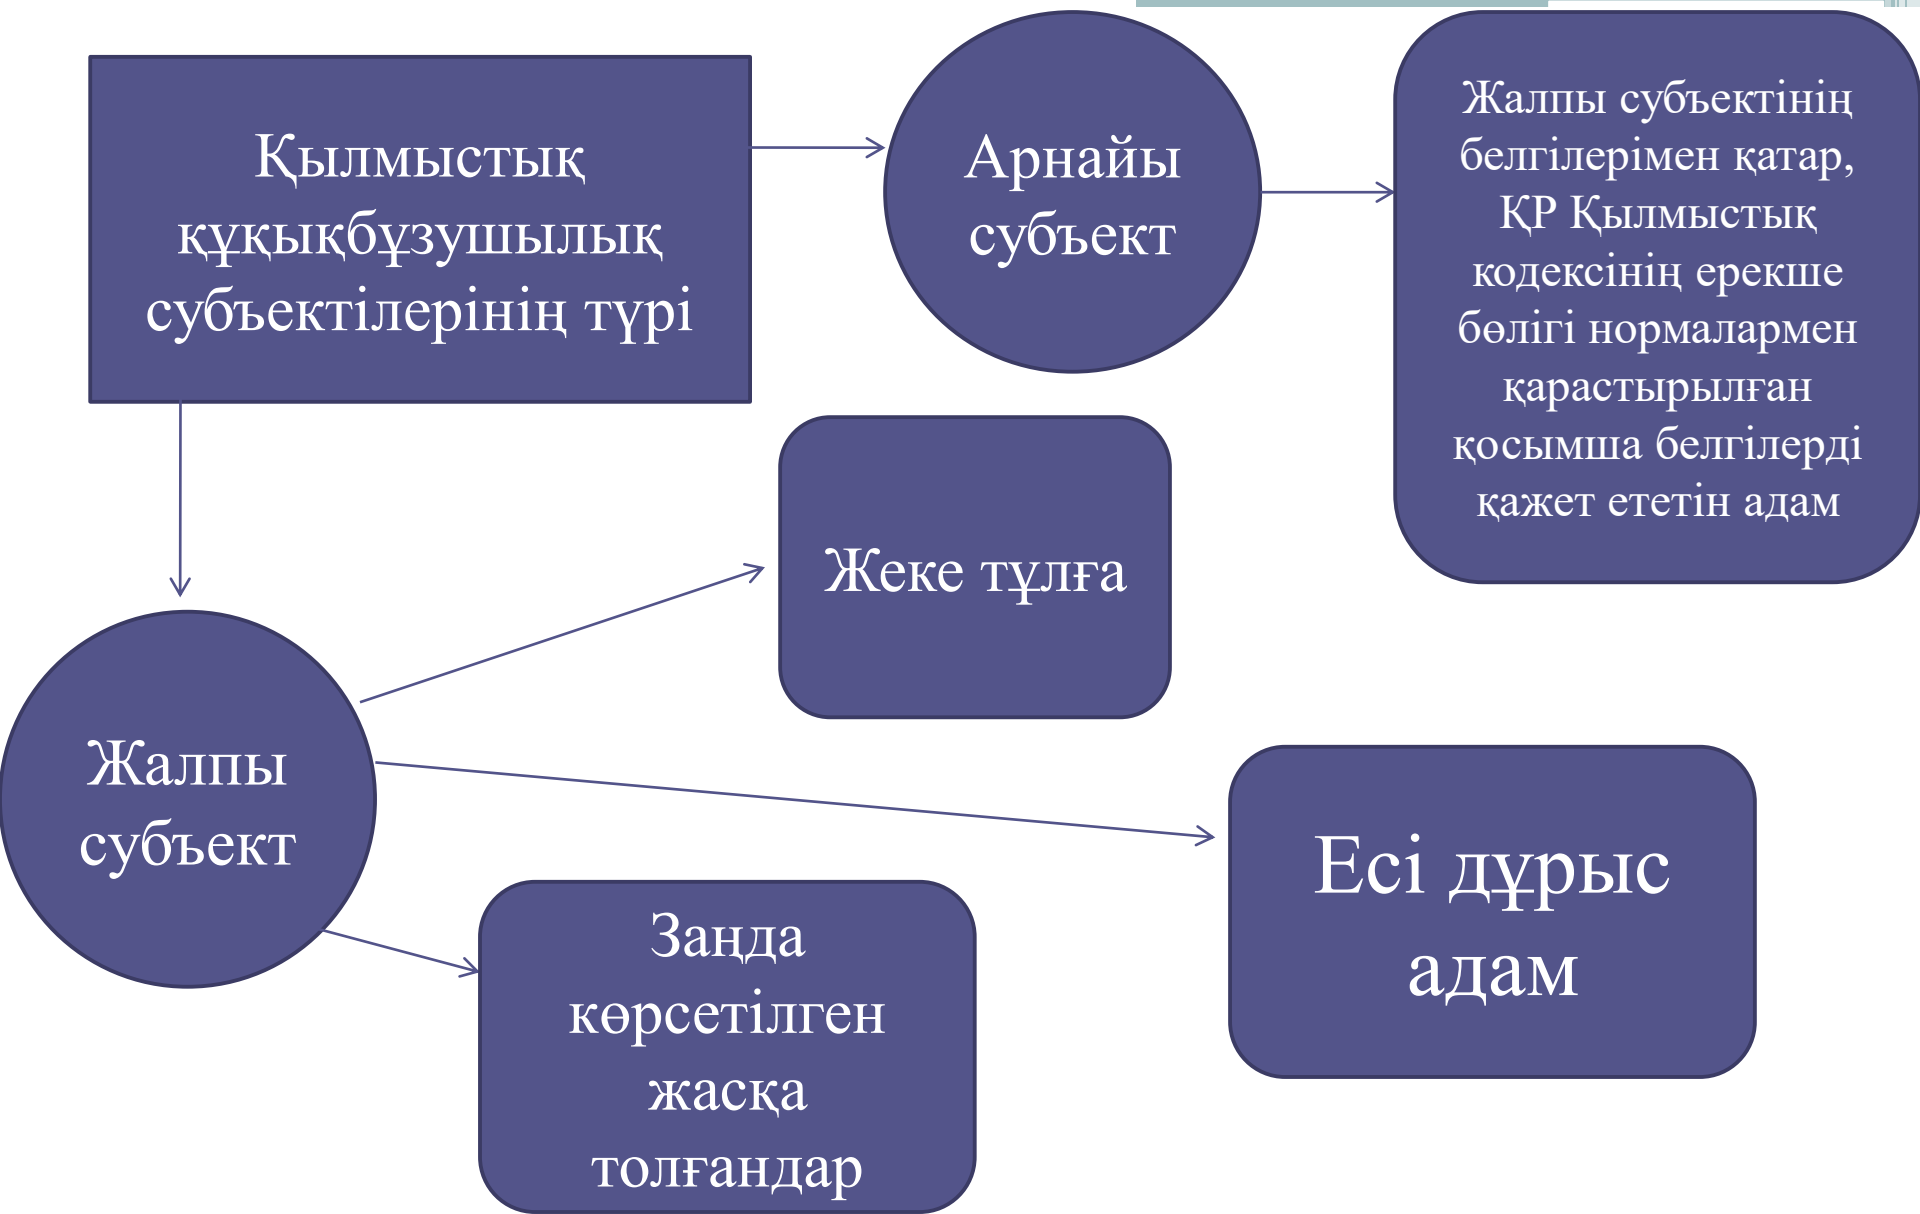 Қылмыстық
құқықбұзушылық
субъектілерінің түрі
Арнайы
субъект
Жалпы субъектінің
белгілерімен қатар,
ҚР Қылмыстық
кодексінің ерекше
бөлігі нормалармен
қарастырылған
қосымша белгілерді
қажет ететін адам
Жеке тұлға
Жалпы
субъект
Есі дұрыс
адам
Заңда
көрсетілген
жасқа
толғандар